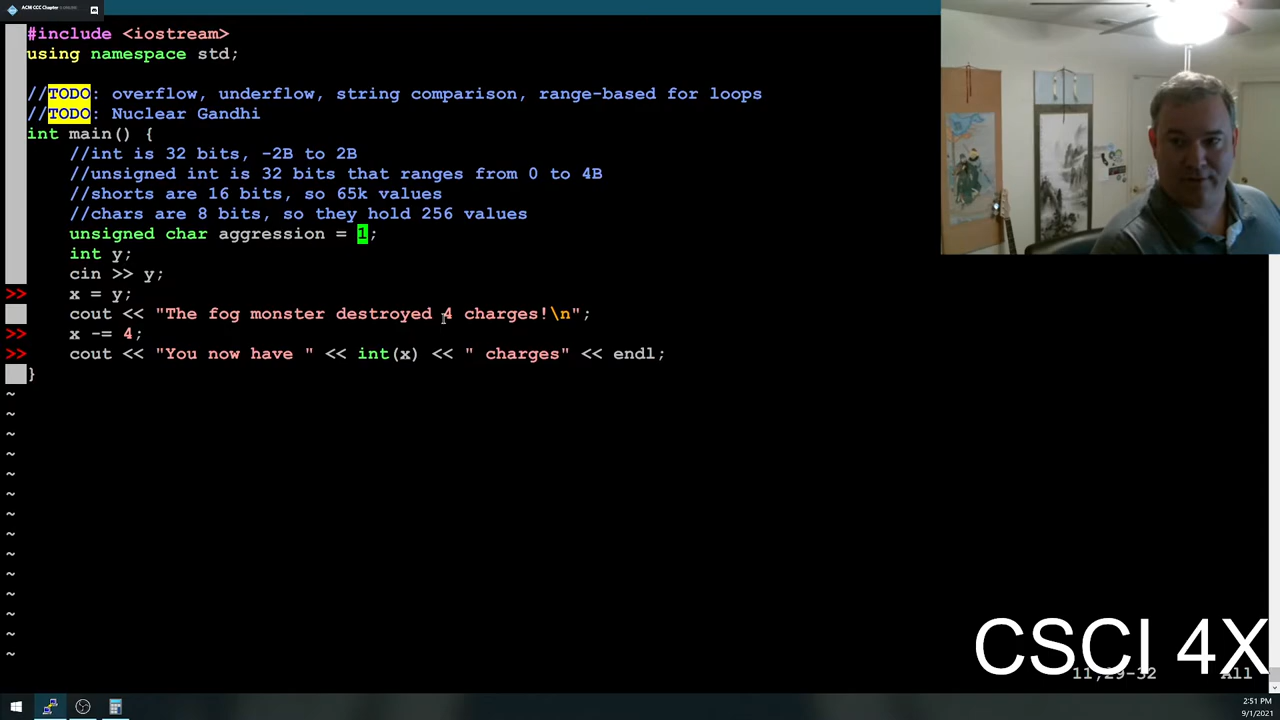 ACM CCC Chapter
#include <iostream>
using namespace std;
//TODO: overflow, underflow, string comparison, range-based for loops
//TODO: Nuclear Gandhi
int main() {
//int is 32 bits, -2B to 2B
//unsigned int is 32 bits that ranges from 0 to 4B
//shorts are 16 bits, so 65k values
//chars are 8 bits, so they hold 256 values
unsigned char aggression = 1;
int y;
cin >> y;
>> x = y;
cout << "The fog monster destroyed 4 charges!\n";
>> x -= 4;
>> cout << "You now have " << int(x) << " charges" << endl;
}
~
~
~
~
~
~
~
~
~
~
~
~
~
~
CSCI 4X
11,29-32 All
2:51 PM
9/1/2021